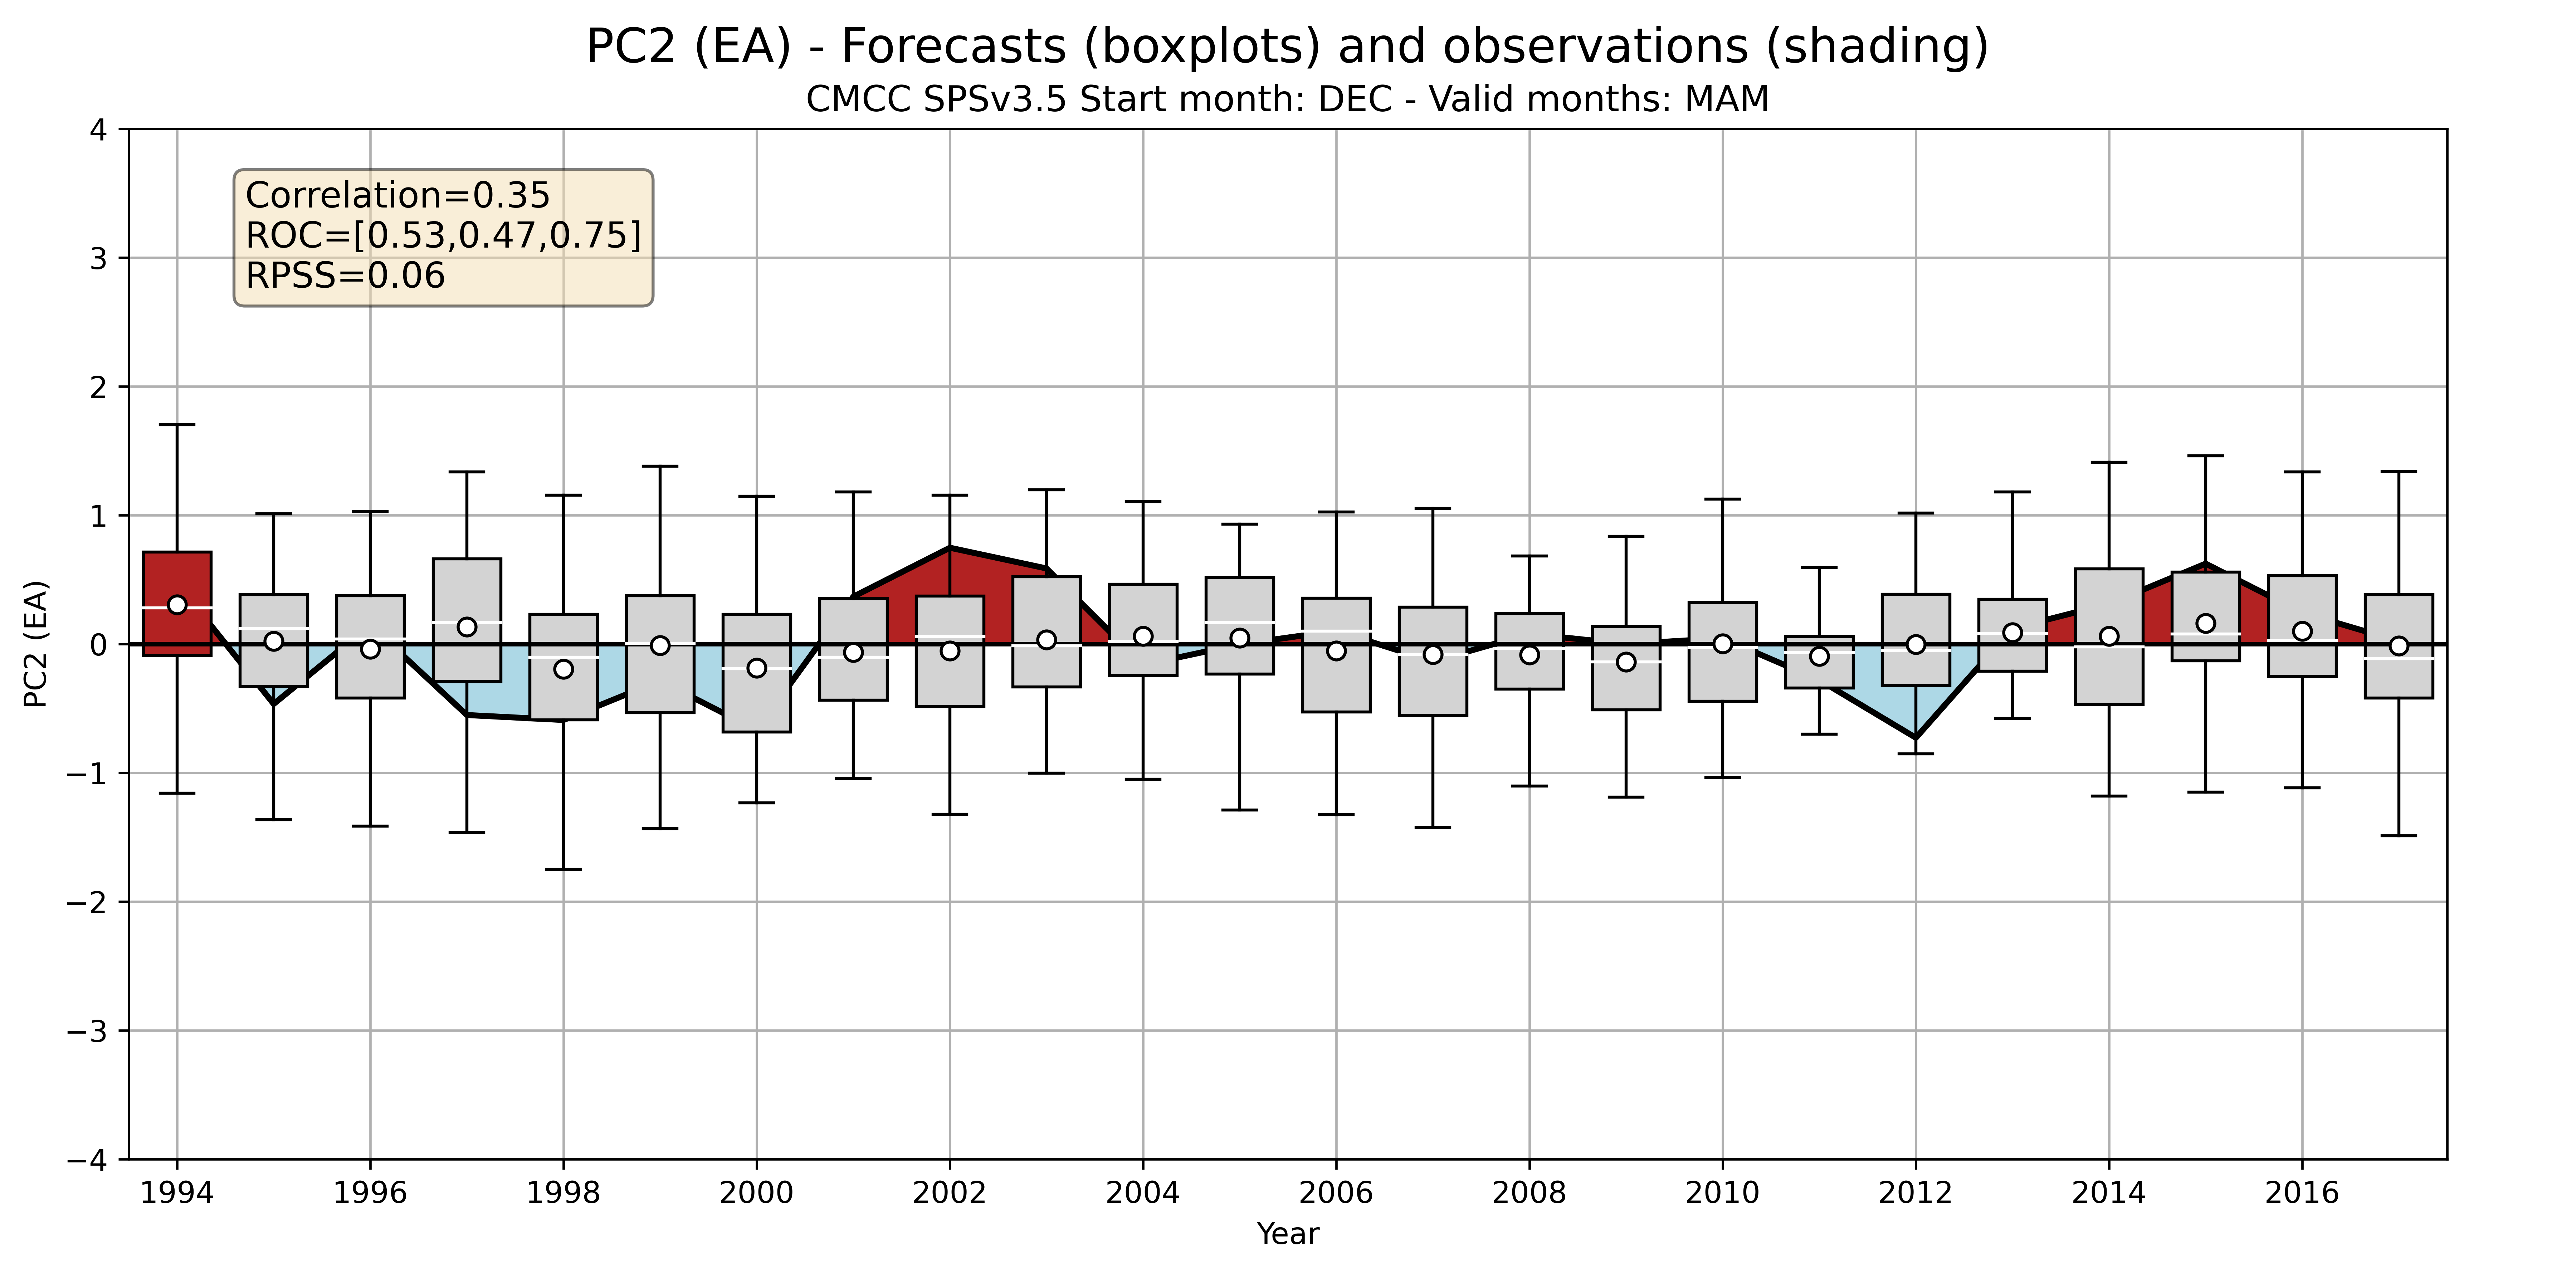 PC2 (EA) - Forecasts (boxplots) and observations (shading)
CMCC SPSv3.5 Start month: DEC - Valid months: MAM
Correlation=0.35
ROC=[0.53,0.47,0.75]
RPSS=0.06
PC2 (EA)
4
3
2
1
0
−1
−2
−3
−4
1994 1996 1998 2000 2002 2004 2006 2008 2010 2012 2014 2016
Year